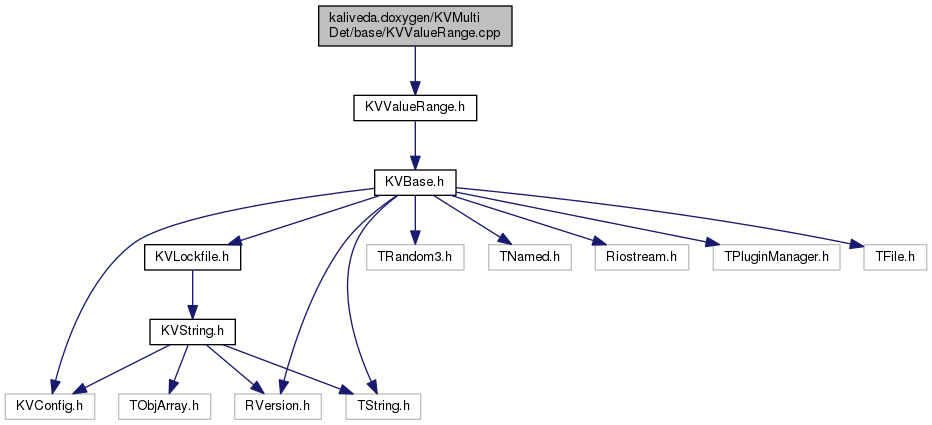 kaliveda.doxygen/KVMulti
Det/base/KVValueRange.cpp
KVValueRange.h
KVBase.h
KVLockfile.h
TRandom3.h
TNamed.h
Riostream.h
TPluginManager.h
TFile.h
KVString.h
KVConfig.h
TObjArray.h
RVersion.h
TString.h